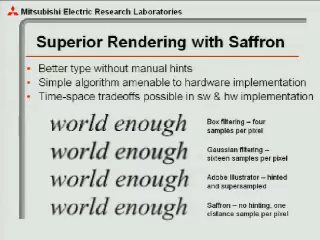 Mitsubishi Electric Research Laboratories
Superior Rendering with Saffron
• Better type without manual hints
• Simple algorithm amenable to hardware implementation
• Time-space tradeoffs possible in sw & hw implementation
world enough
Box filtering – four
samples per pixel
world enough
Gaussian filtering –
sixteen samples per pixel
world enough
Adobe Illustrator – hinted
and supersampled
world enough
Saffron – no hinting, one
distance sample per pixel